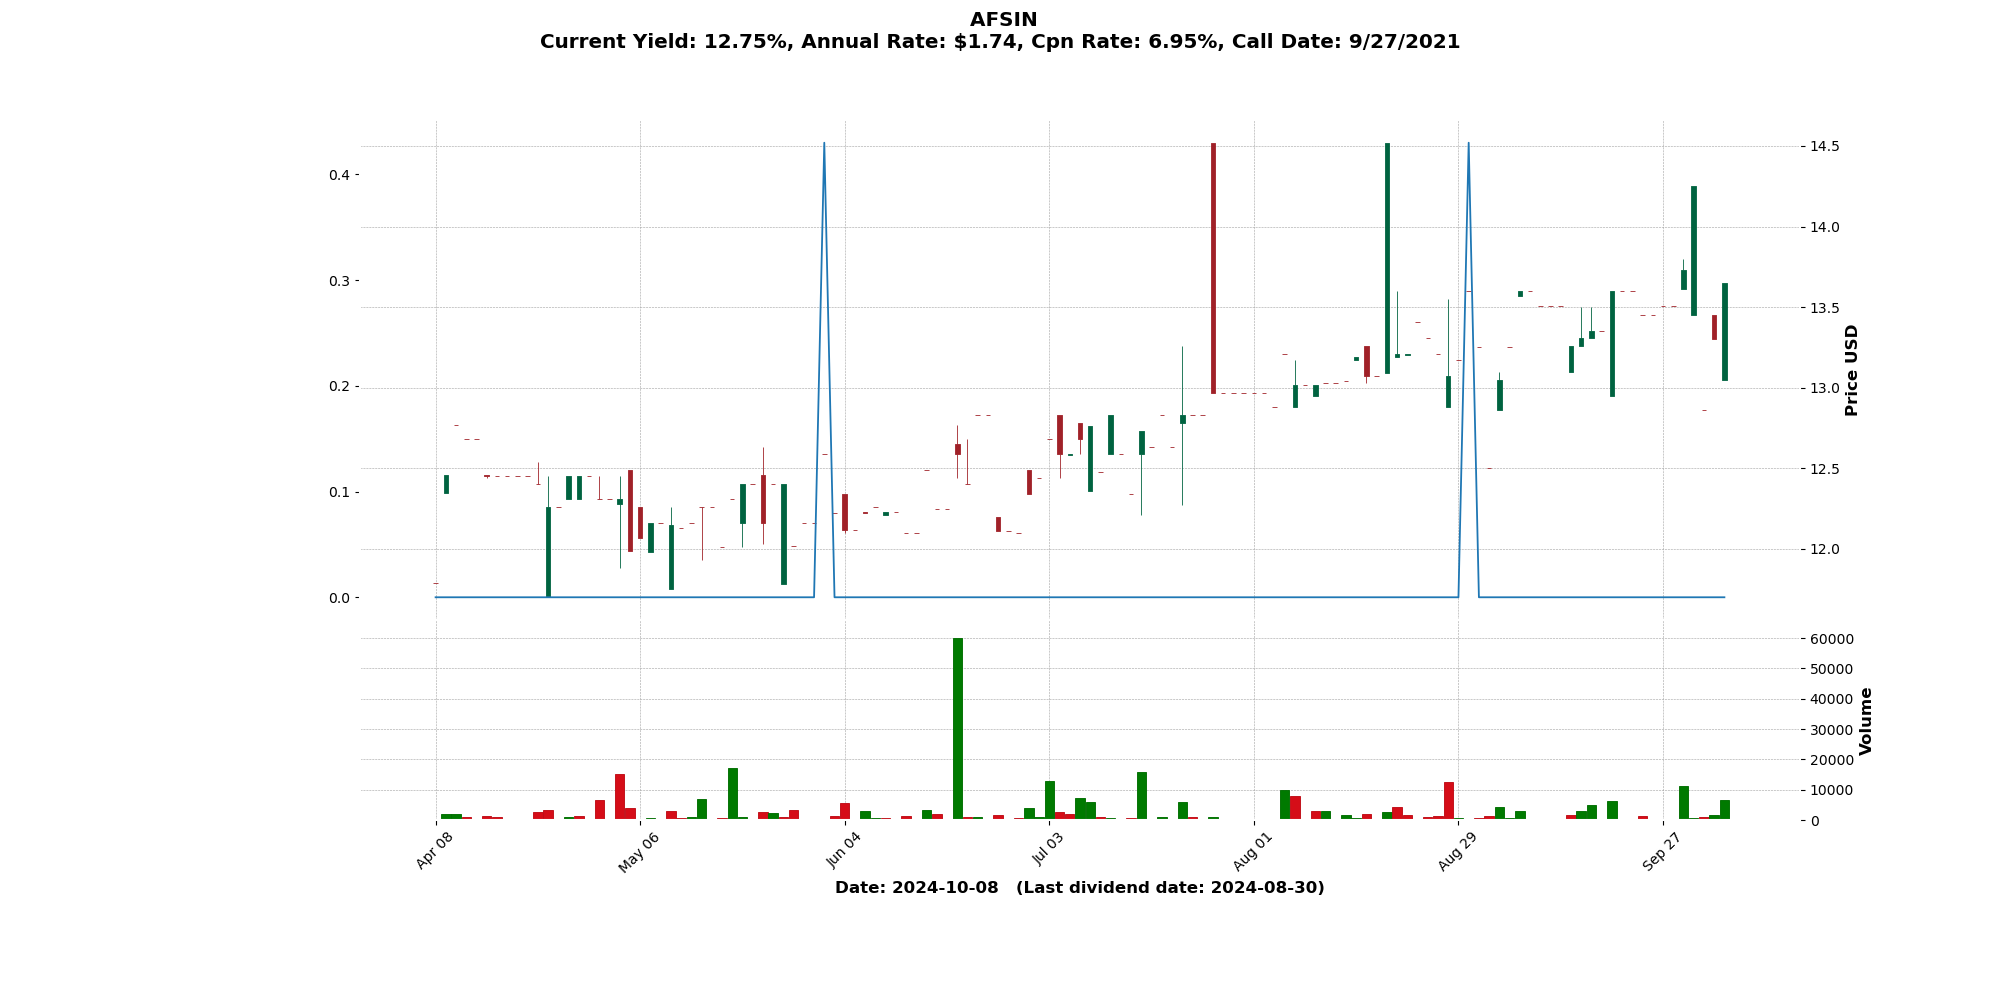 AFSIN
Current Yield: 12.75%, Annual Rate: $1.74, Cpn Rate: 6.95%, Call Date: 9/27/2021
0.4
0.3
0.2
0.1
0.0
14.5
14.0
13.5
13.0
12.5
12.0
Price USD
60000
50000
40000
30000
20000
10000
0
Volume
Apr 08
May 06
Jun 04
Jul 03
Aug 01
Aug 29
Sep 27
Date: 2024-10-08   (Last dividend date: 2024-08-30)